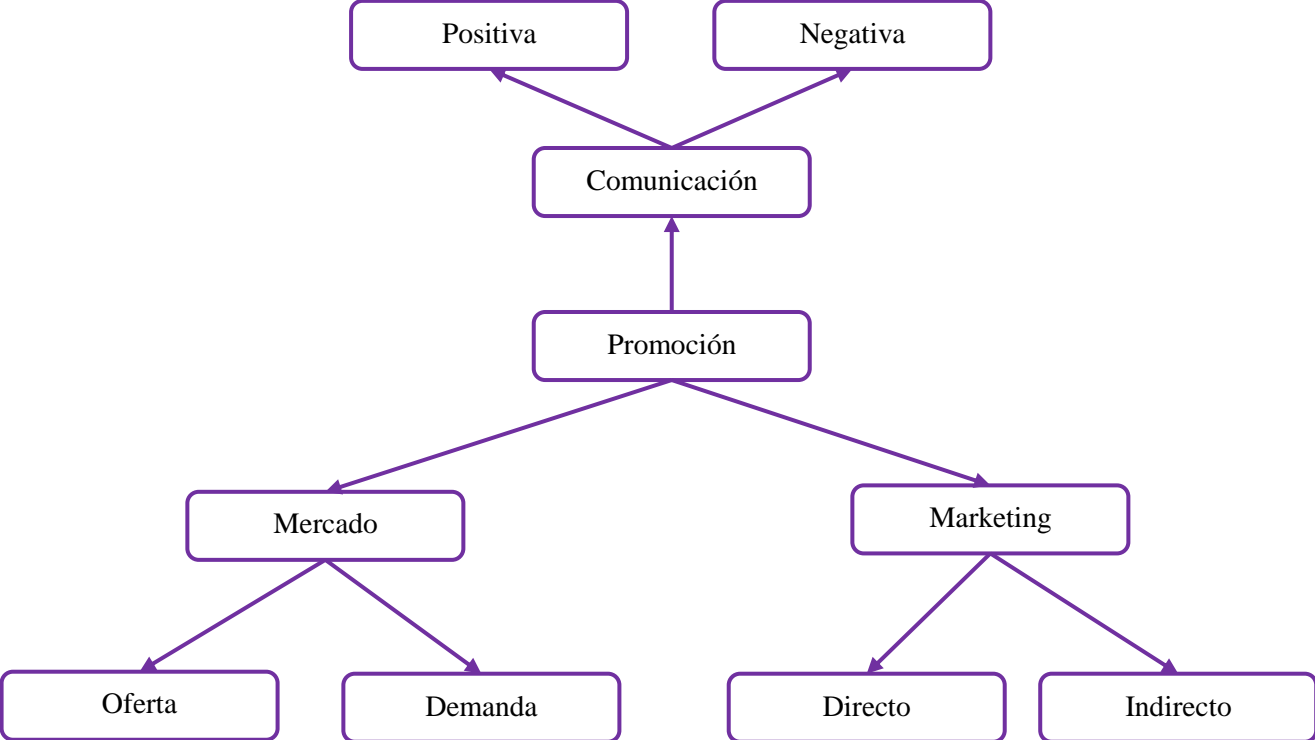 Positiva
Negativa
Comunicación
Promoción
Mercado
Marketing
Oferta
Demanda
Directo
Indirecto